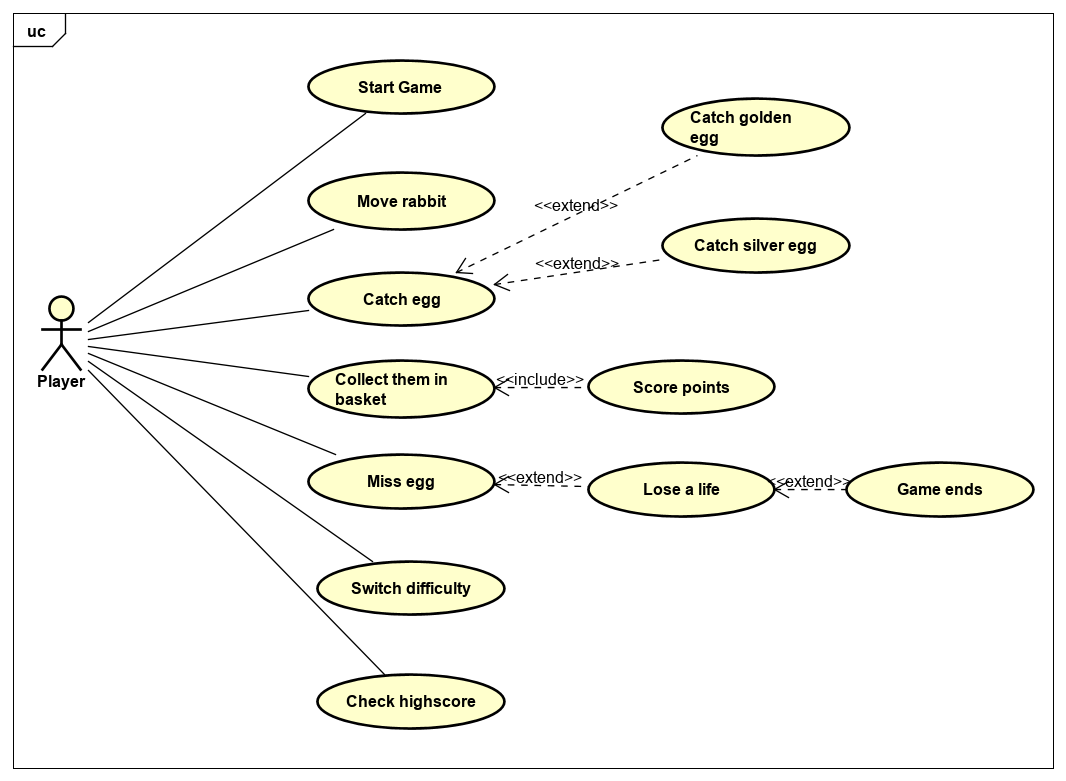 uc
Start Game
Catch golden
egg
Move rabbit
<<extend>>
Catch silver egg
<<extend>>
Catch egg
Player
Collect them in
basket
<<include>>
Score points
Miss egg
<<extend>>
Lose a life
<<extend>>
Game ends
Switch difficulty
Check highscore